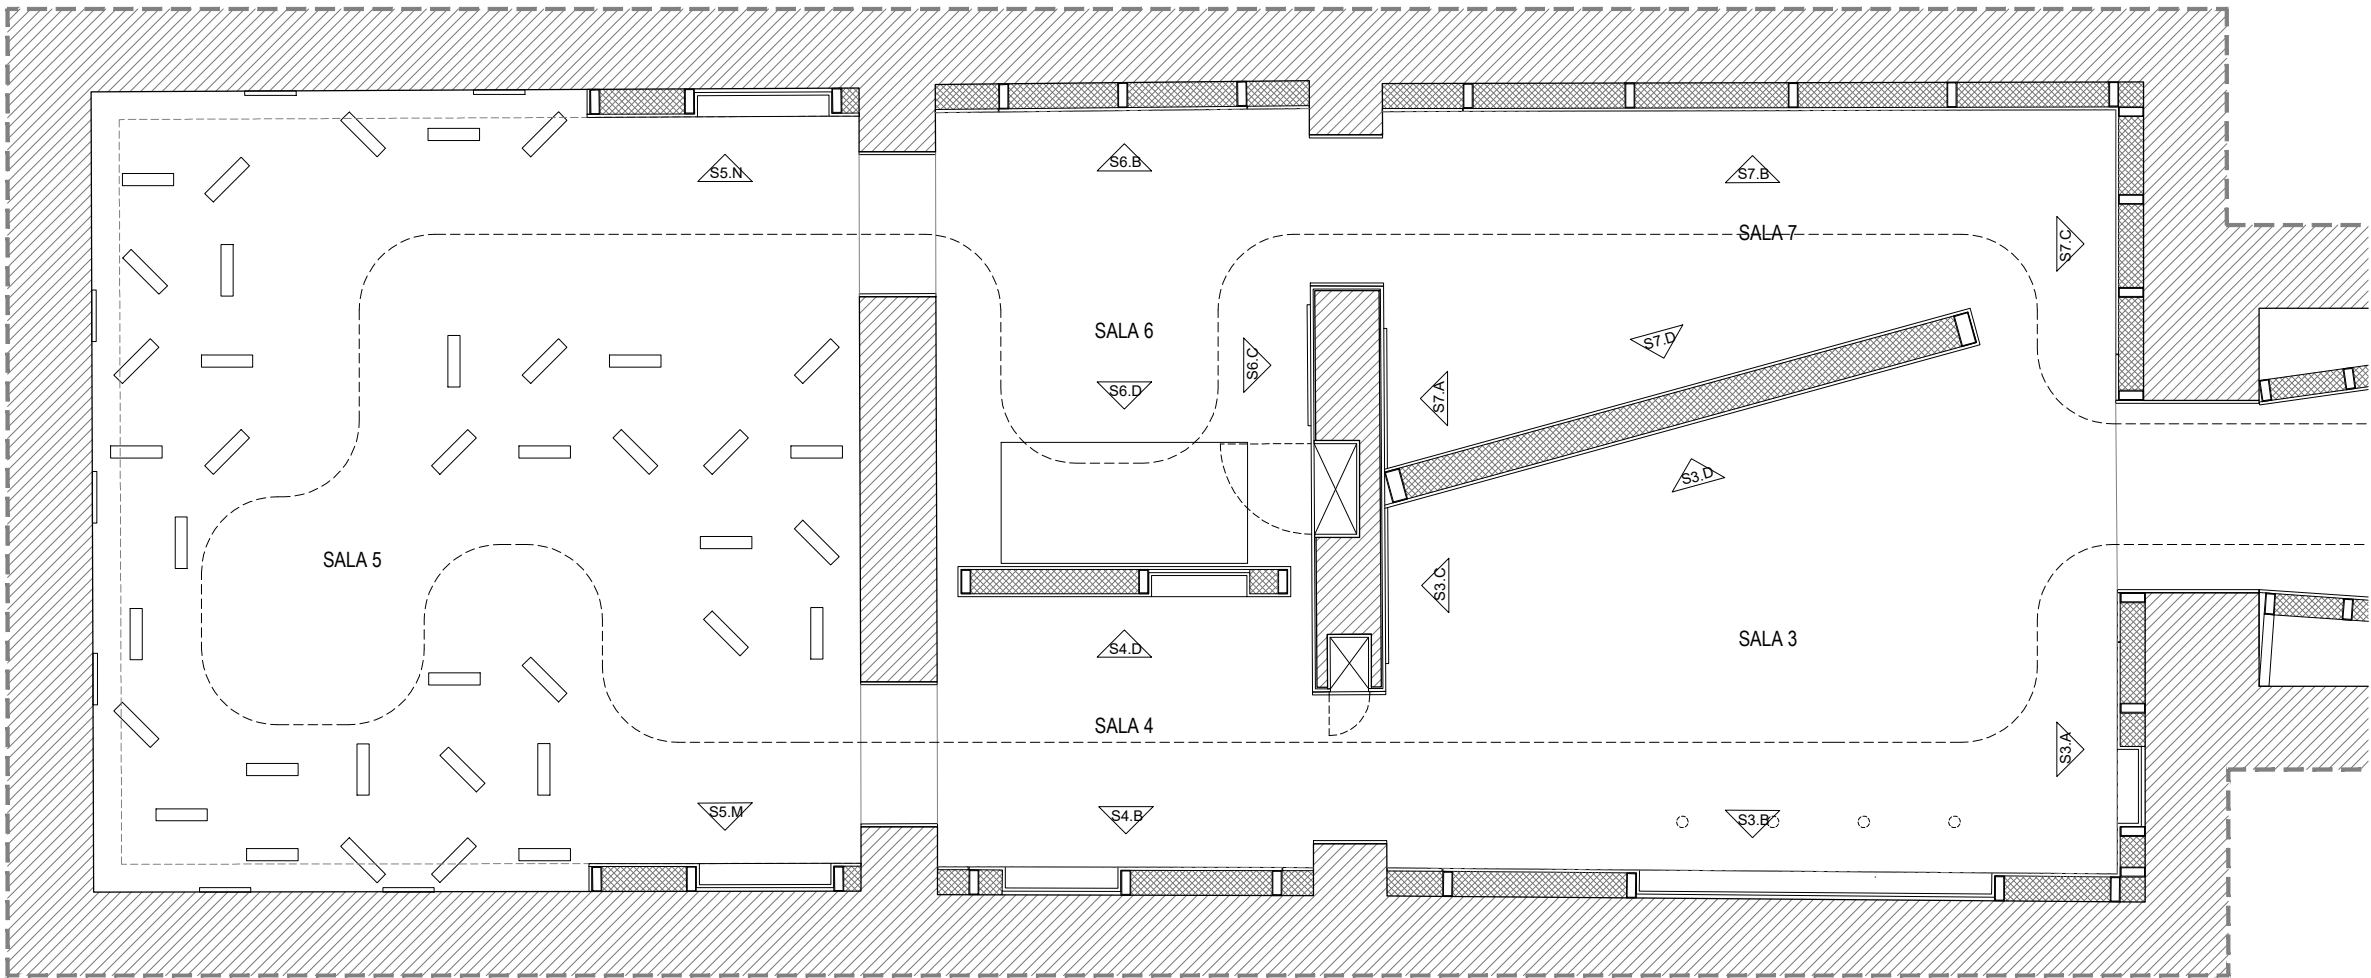 S5.N
S6.B
S7.B
SALA 7
S7.C
SALA 6
S7.D
S6.C
S6.D
S7.A
S3.D
SALA 5
S3.C
S4.D
SALA 3
SALA 4
S3.A
S5.M
S4.B
S3.B